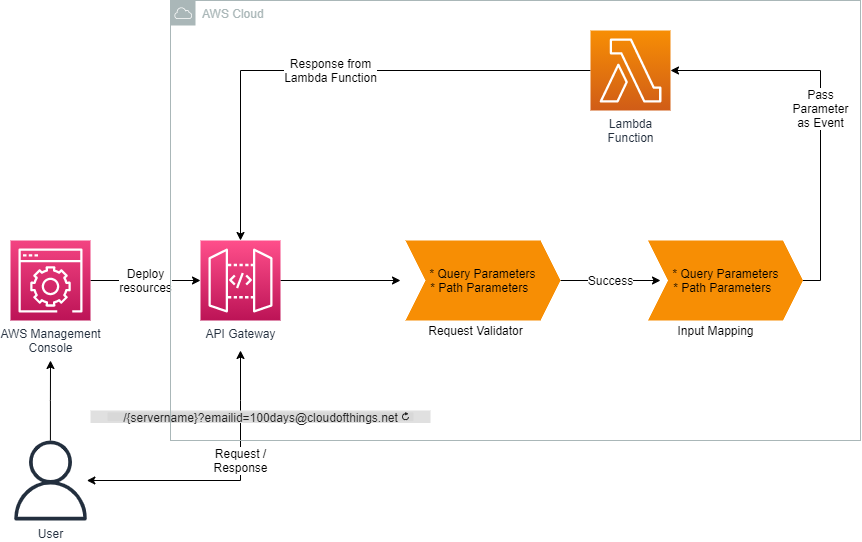 AWS Cloud
Response from
Lambda Function
Lambda
Function
Pass
Parameter
as Event
Deploy
resources
AWS Management
Console
API Gateway
* Query Parameters
* Path Parameters
Request Validator
Success
* Query Parameters
* Path Parameters
Input Mapping
/{servername}?emailid=100days@cloudofthings.net
Request /
Response
User